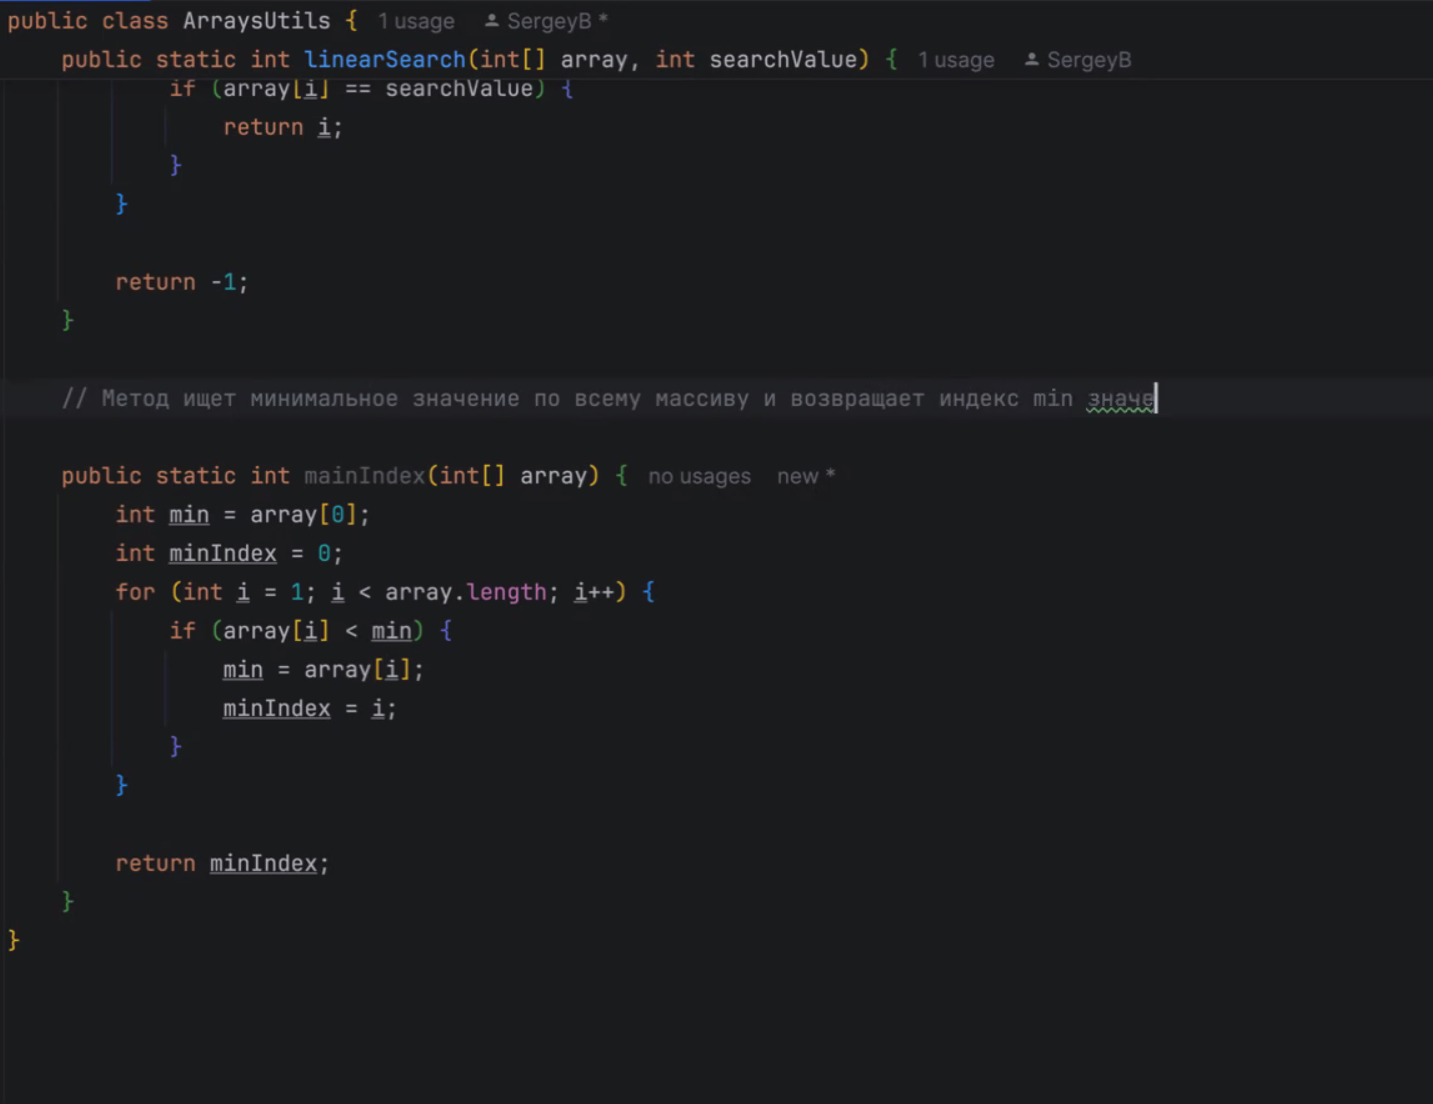 public class ArraysUtils { 1 usage SergeyB *
public static int linearSearch(int[] array, int searchValue) { 1 usage SergeyB
if (array[i] == searchValue) {
return i;
}
}
return -1;
}
// Метод ищет минимальное значение по всему массиву и возвращает индекс min значе
public static int mainIndex(int[] array) { no usages new *
int min = array[0];
int minIndex = 0;
for (int i = 1; i < array.length; i++) {
if (array[i] < min) {
min = array[i];
minIndex = i;
}
}
return minIndex;
}
}